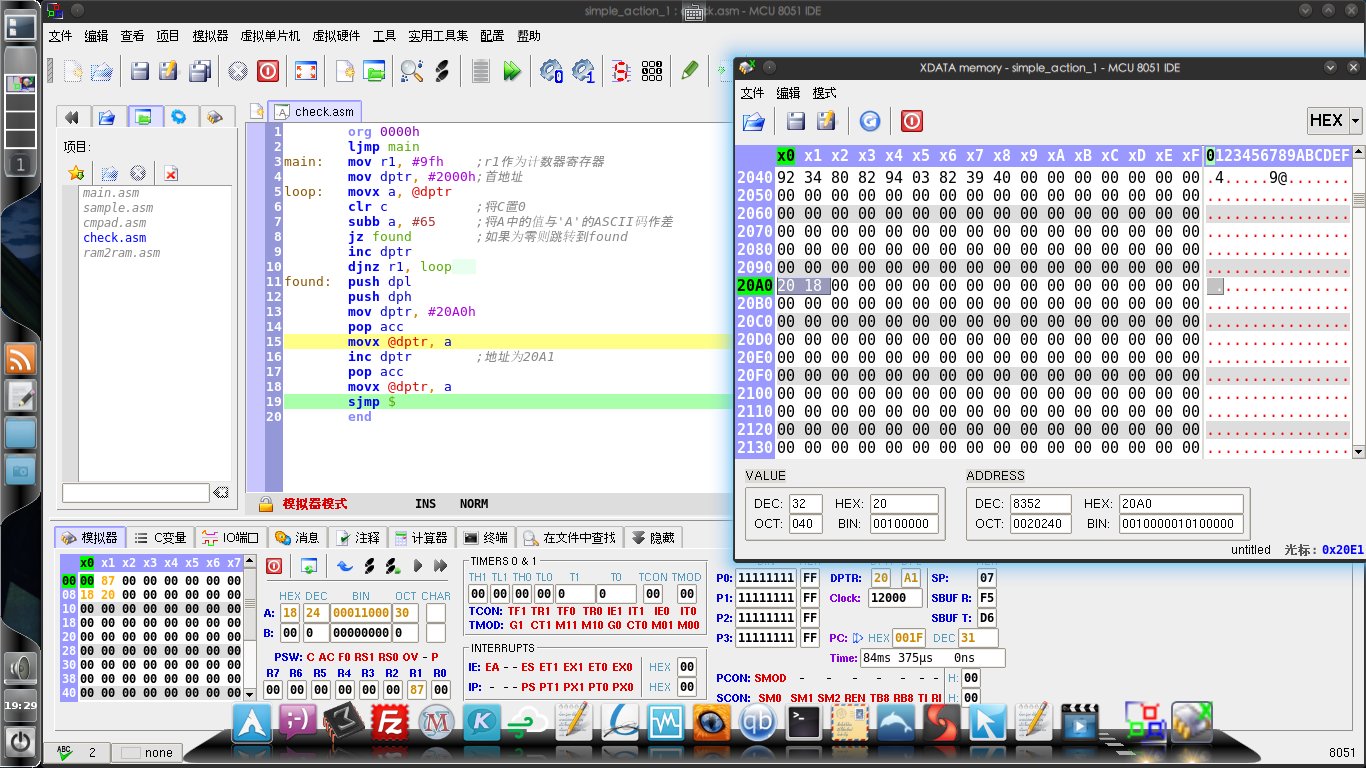 simple_action_1 : check.asm - MCU 8051 IDE
文件 编辑 查看 项目 模拟器 虚拟单片机 虚拟硬件 工具 实用工具集 配置 帮助
项目:
main.asm
sample.asm
cmpad.asm
check.asm
ram2ram.asm
check.asm
1 org 0000h
2 ljmp main
3 main: mov r1, #9fh ;r1作为计数器寄存器
4 mov dptr, #2000h;首地址
5 loop: movx a, @dptr
6 clr c ;将C置0
7 subb a, #65 ;将A中的值与'A'的ASCII码作差
8 jz found ;如果为零则跳转到found
9 inc dptr
10 djnz r1, loop
11 found: push dpl
12 push dph
13 mov dptr, #20A0h
14 pop acc
15 movx @dptr, a
16 inc dptr ;地址为20A1
17 pop acc
18 movx @dptr, a
19 sjmp $
20 end
模拟器模式 INS NORM
XDATA memory - simple_action_1 - MCU 8051 IDE
文件 编辑 模式
HEX
x0 x1 x2 x3 x4 x5 x6 x7 x8 x9 xA xB xC xD xE xF 0123456789ABCDEF
2040 92 34 80 82 94 03 82 39 40 00 00 00 00 00 00 00 .4.....9@.......
2050 00 00 00 00 00 00 00 00 00 00 00 00 00 00 00 00 ................
2060 00 00 00 00 00 00 00 00 00 00 00 00 00 00 00 00 ................
2070 00 00 00 00 00 00 00 00 00 00 00 00 00 00 00 00 ................
2080 00 00 00 00 00 00 00 00 00 00 00 00 00 00 00 00 ................
2090 00 00 00 00 00 00 00 00 00 00 00 00 00 00 00 00 ................
20A0 20 18 00 00 00 00 00 00 00 00 00 00 00 00 00 00 ...............
20B0 00 00 00 00 00 00 00 00 00 00 00 00 00 00 00 00 ................
20C0 00 00 00 00 00 00 00 00 00 00 00 00 00 00 00 00 ................
20D0 00 00 00 00 00 00 00 00 00 00 00 00 00 00 00 00 ................
20E0 00 00 00 00 00 00 00 00 00 00 00 00 00 00 00 00 ................
20F0 00 00 00 00 00 00 00 00 00 00 00 00 00 00 00 00 ................
2100 00 00 00 00 00 00 00 00 00 00 00 00 00 00 00 00 ................
2110 00 00 00 00 00 00 00 00 00 00 00 00 00 00 00 00 ................
2120 00 00 00 00 00 00 00 00 00 00 00 00 00 00 00 00 ................
2130 00 00 00 00 00 00 00 00 00 00 00 00 00 00 00 00 ................
VALUE ADDRESS
DEC: 32 HEX: 20 DEC: 8352 HEX: 20A0
OCT: 040 BIN: 00100000 OCT: 0020240 BIN: 0010000010100000
untitled 光标: 0x20E1
模拟器 C变量 IO端口 消息 注释 计算器 终端 在文件中查找 隐藏
x0 x1 x2 x3 x4 x5 x6 x7
00 00 87 00 00 00 00 00 00
08 18 20 00 00 00 00 00 00
10 00 00 00 00 00 00 00 00
18 00 00 00 00 00 00 00 00
20 00 00 00 00 00 00 00 00
28 00 00 00 00 00 00 00 00
30 00 00 00 00 00 00 00 00
38 00 00 00 00 00 00 00 00
40 00 00 00 00 00 00 00 00
HEX DEC BIN OCT CHAR
A: 18 24 00011000 30
B: 00 0 00000000 0
PSW: C AC F0 RS1 RS0 OV - P
R7 R6 R5 R4 R3 R2 R1 R0
00 00 00 00 00 00 87 00
TIMERS 0 & 1
TH1 TL1 TH0 TL0 T1 T0 TCON TMOD
00 00 00 00 0 0 00 00
TCON: TF1 TR1 TF0 TR0 IE1 IT1 IE0 IT0
TMOD: G1 CT1 M11 M10 G0 CT0 M01 M00
INTERRUPTS
IE: EA - - ES ET1 EX1 ET0 EX0 HEX 00
IP: - - - PS PT1 PX1 PT0 PX0 HEX 00
P0: 11111111 FF
P1: 11111111 FF
P2: 11111111 FF
P3: 11111111 FF
DPTR: 20 A1 SP: 07
Clock: 12000 SBUF R: F5
SBUF T: D6
PC: HEX 001F DEC 31
Time: 84ms 375µs 0ns
PCON: SMOD - - - - - - - H: 00
SCON: SM0 SM1 SM2 REN TB8 RB8 TI RI H: 00
1
19:29
ABC 2 none
8051